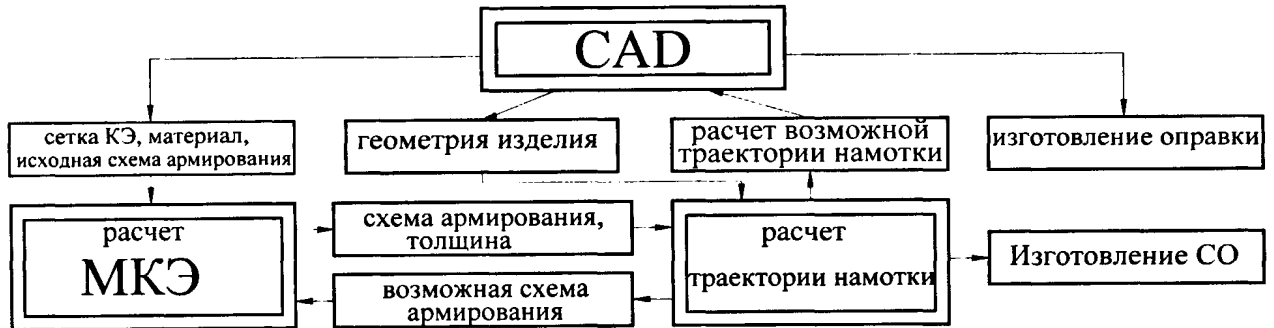 CAD
сетка КЭ, материал,
исходная схема армирования
геометрия изделия
расчет возможной
траектории намотки
изготовление оправки
расчет
МКЭ
схема армирования,
толщина
возможная схема
армирования
расчет
траектории намотки
Изготовление СО